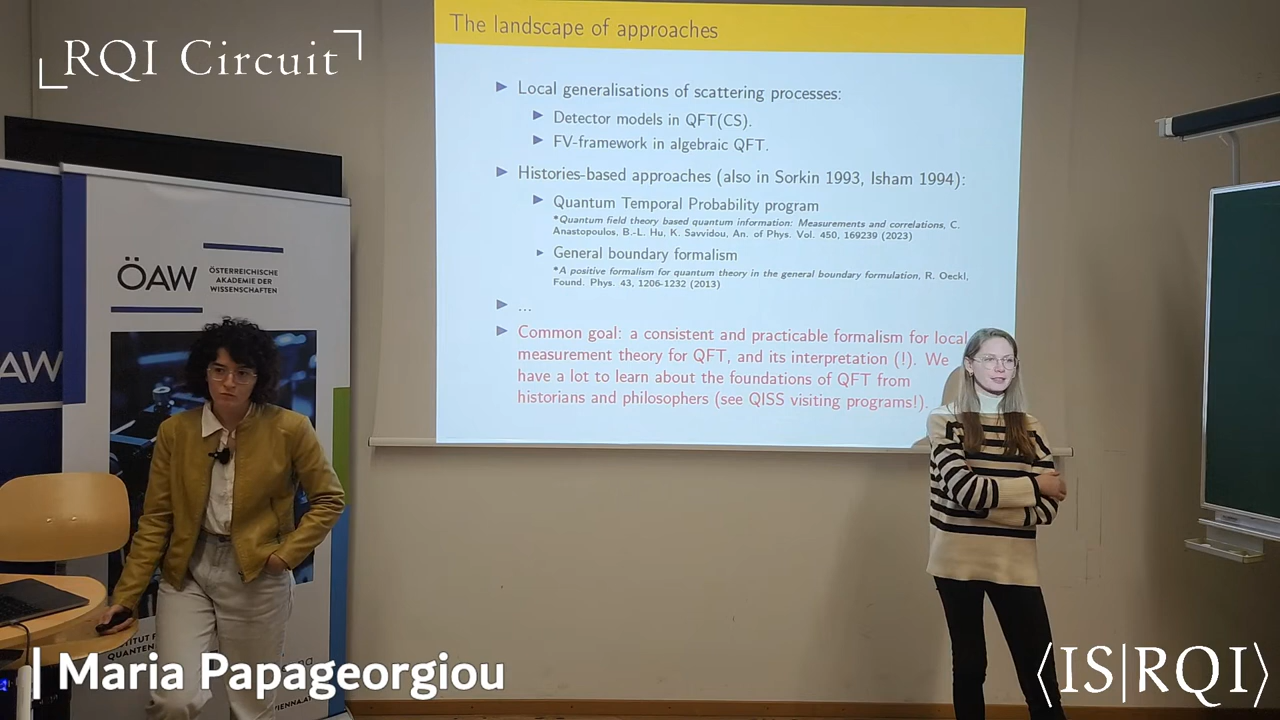 RQI Circuit
The landscape of approaches
Local generalisations of scattering processes:
Detector models in QFT(CS).
FV-framework in algebraic QFT.
Histories-based approaches (also in Sorkin 1993, Isham 1994):
Quantum Temporal Probability program
*Quantum field theory based quantum information: Measurements and correlations, C.
Anastopoulos, B.-L. Hu, K. Savvidou, An. of Phys. Vol. 450, 169239 (2023)
General boundary formalism
*A positive formalism for quantum theory in the general boundary formulation, R. Oeckl,
Found. Phys. 43, 1206-1232 (2013)
...
Common goal: a consistent and practicable formalism for local
measurement theory for QFT, and its interpretation (!). We
have a lot to learn about the foundations of QFT from
historians and philosophers (see QISS visiting programs!).
ÖAW
ÖSTERREICHISCHE
AKADEMIE DER
WISSENSCHAFTEN
AW
QUANTEN
| Maria Papageorgiou
⟨IS|RQI⟩